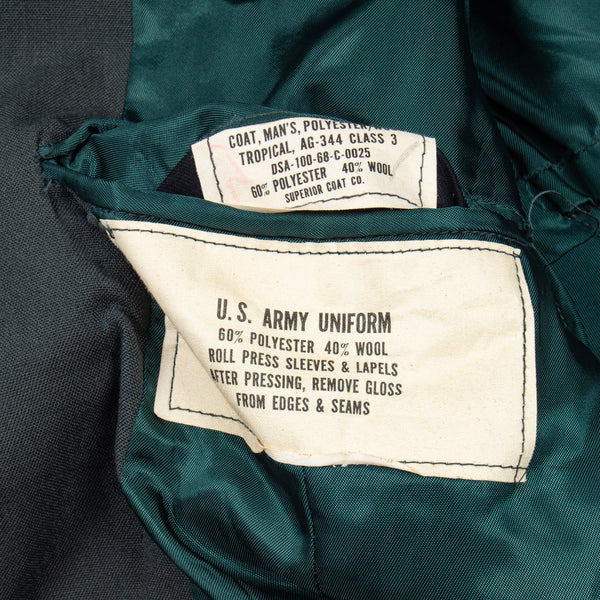 COAT, MAN'S, POLYESTER/WO
TROPICAL, AG-344 CLASS 3
DSA-100-68-C-0025
60% POLYESTER 40% WOOL
SUPERIOR COAT CO.
U.S. ARMY UNIFORM
60% POLYESTER 40% WOOL
ROLL PRESS SLEEVES & LAPELS
AFTER PRESSING, REMOVE GLOSS
FROM EDGES & SEAMS